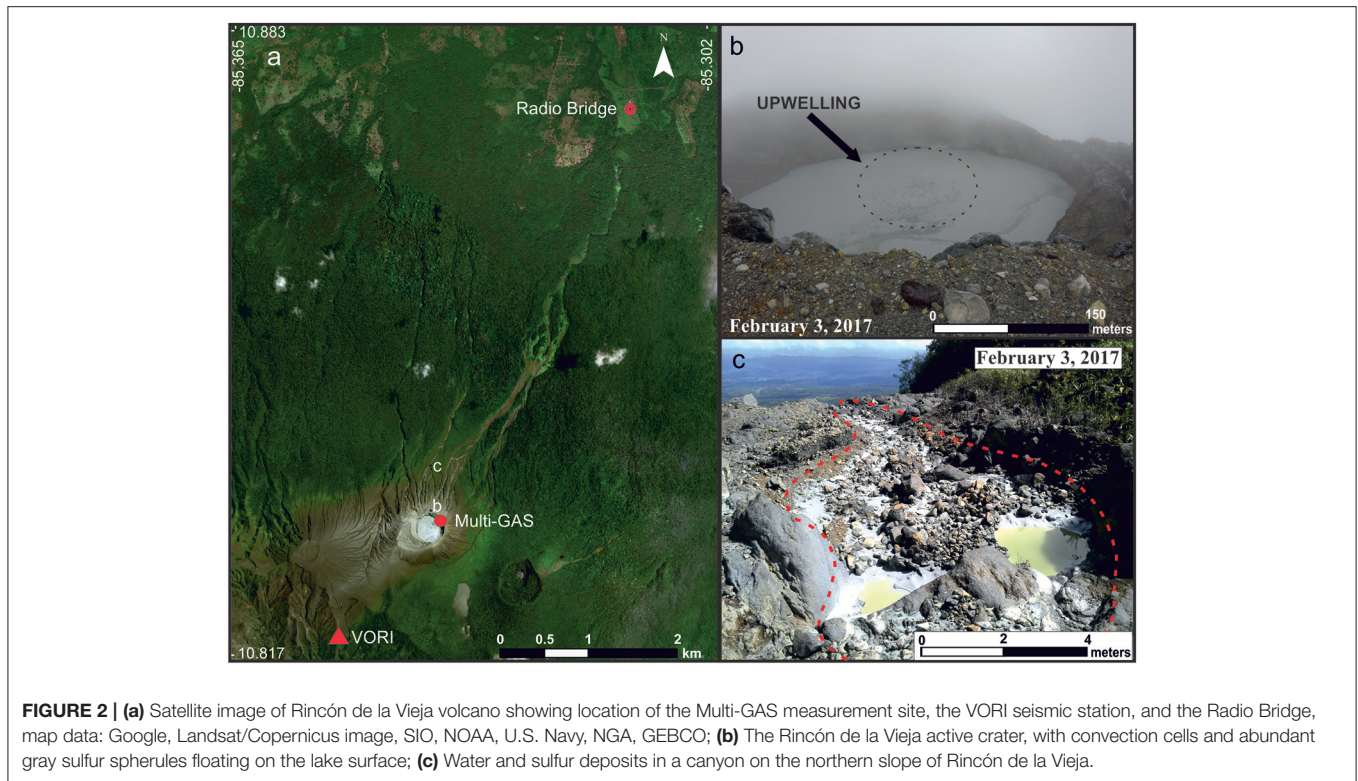 a
10.883
-85.365
-85.302
N
Radio Bridge
c
b
Multi-GAS
VORI
10.817
0 0.5 1 2
km
b
UPWELLING
February 3, 2017
0 150
meters
c
February 3, 2017
0 2 4
meters
FIGURE 2 | (a) Satellite image of Rincón de la Vieja volcano showing location of the Multi-GAS measurement site, the VORI seismic station, and the Radio Bridge,
map data: Google, Landsat/Copernicus image, SIO, NOAA, U.S. Navy, NGA, GEBCO; (b) The Rincón de la Vieja active crater, with convection cells and abundant
gray sulfur spherules floating on the lake surface; (c) Water and sulfur deposits in a canyon on the northern slope of Rincón de la Vieja.